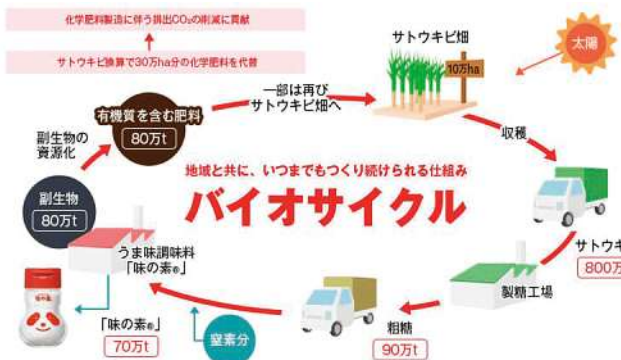 化学肥料製造に伴う排出CO₂の削減に貢献
サトウキビ換算で30万ha分の化学肥料を代替
サトウキビ畑
10万ha
太陽
一部は再び
サトウキビ畑へ
有機質を含む肥料
80万t
副生物の
資源化
収穫
地域と共に、いつまでもつくり続けられる仕組み
バイオサイクル
副生物
80万t
うま味調味料
「味の素®」
サトウキ
800万
製糖工場
「味の素®」
70万t
窒素分
粗糖
90万t